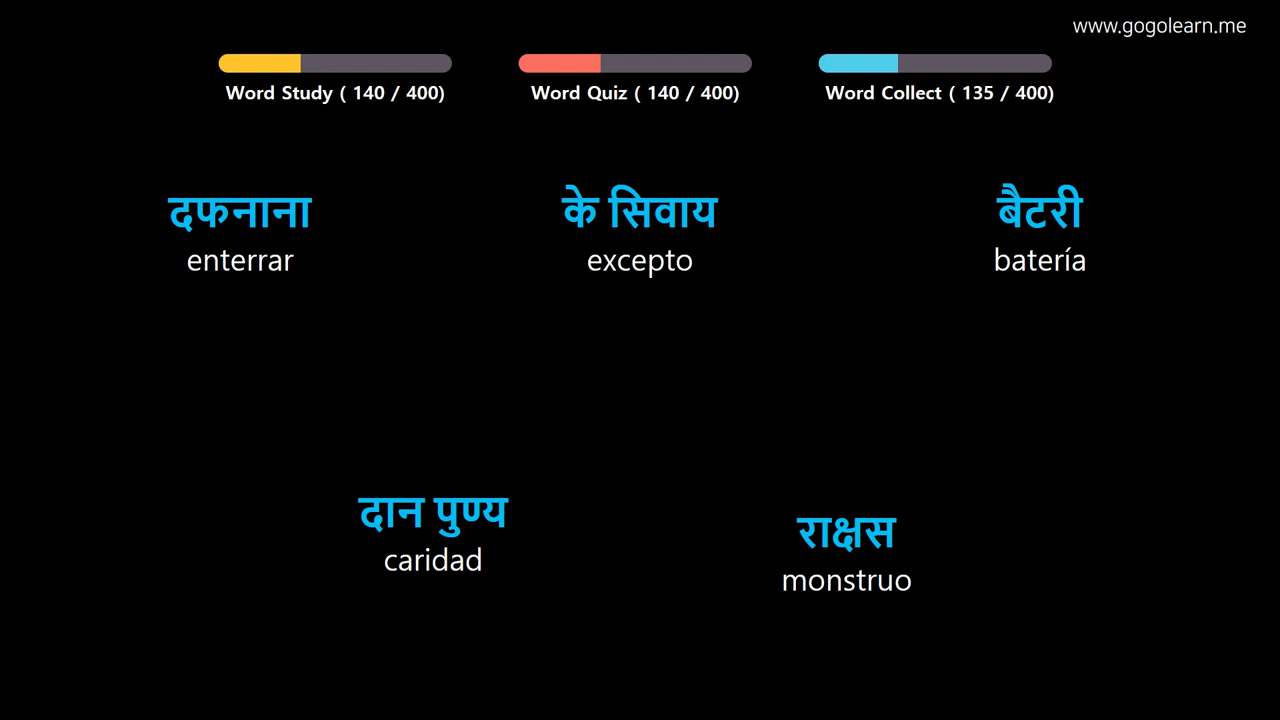 www.gogolearn.me
Word Study ( 140 / 400)
Word Quiz ( 140 / 400)
Word Collect ( 135 / 400)
दफनाना
enterrar
के सिवाय
excepto
बैटरी
batería
दान पुण्य
caridad
राक्षस
monstruo